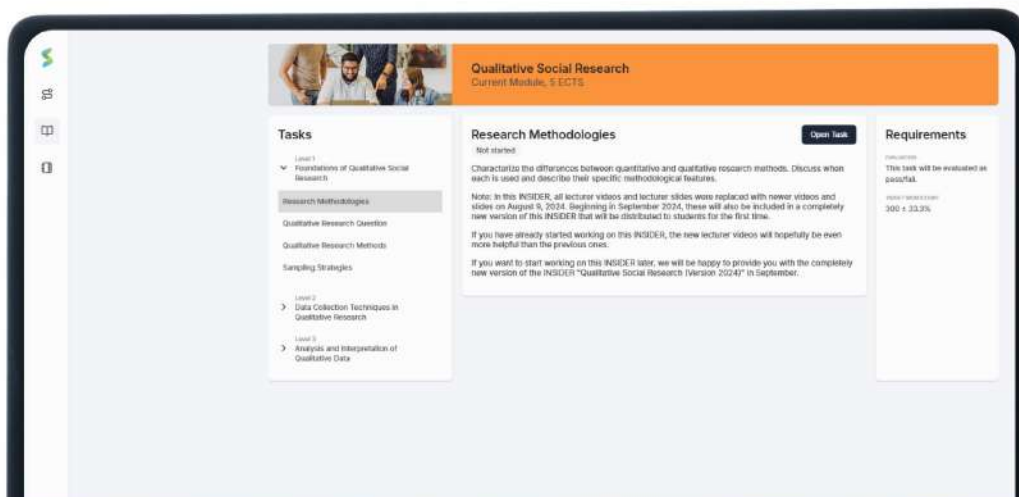 Qualitative Social Research
Current Module, 5 ECTS
Tasks
Level 1
Foundations of Qualitative Social
Research
Research Methodologies
Qualitative Research Question
Qualitative Research Methods
Sampling Strategies
Level 2
Data Collection Techniques in
Qualitative Research
Level 3
Analysis and Interpretation of
Qualitative Data
Research Methodologies
Open Task
Not started
Characterize the differences between quantitative and qualitative research methods. Discuss when
each is used and describe their specific methodological features.
Note: In this INSIDER, all lecturer videos and lecturer slides were replaced with newer videos and
slides on August 9, 2024. Beginning in September 2024, these will also be included in a completely
new version of this INSIDER that will be distributed to students for the first time.
If you have already started working on this INSIDER, the new lecturer videos will hopefully be even
more helpful than the previous ones.
If you want to start working on this INSIDER later, we will be happy to provide you with the completely
new version of the INSIDER "Qualitative Social Research (Version 2024)" in September.
Requirements
EVALUATION
This task will be evaluated as
pass/fail.
300 ± 33.3%